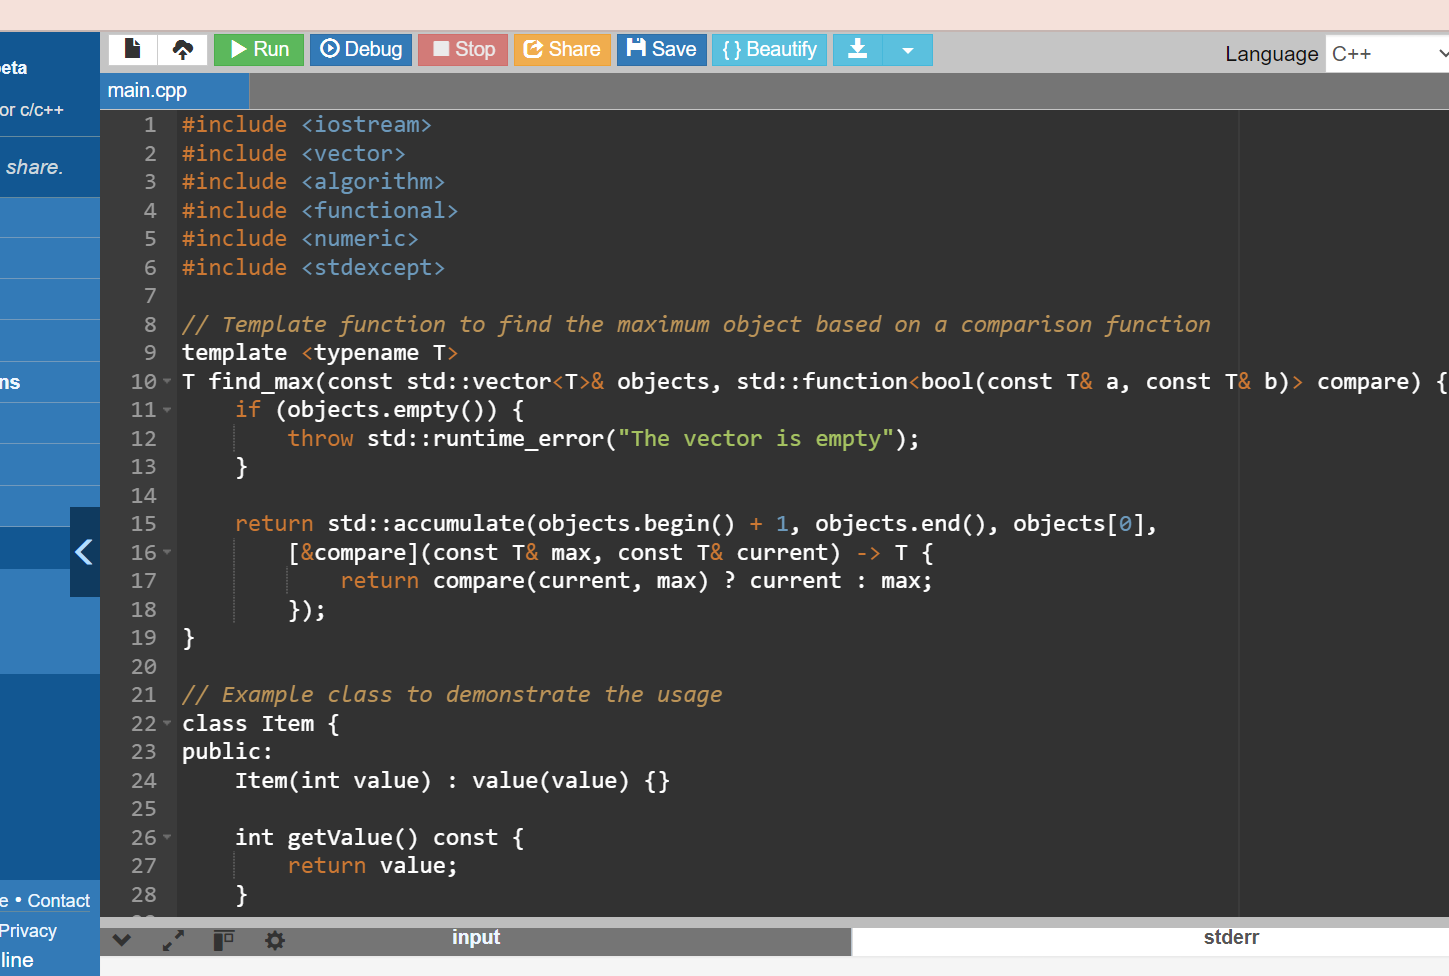 Run Debug Stop Share Save { } Beautify
Language C++
main.cpp
or c/c++
share.
1 #include <iostream>
2 #include <vector>
3 #include <algorithm>
4 #include <functional>
5 #include <numeric>
6 #include <stdexcept>
7
8 // Template function to find the maximum object based on a comparison function
9 template <typename T>
10 T find_max(const std::vector<T>& objects, std::function<bool(const T& a, const T& b)> compare) {
11     if (objects.empty()) {
12         throw std::runtime_error("The vector is empty");
13     }
14
15     return std::accumulate(objects.begin() + 1, objects.end(), objects[0],
16         [&compare](const T& max, const T& current) -> T {
17             return compare(current, max) ? current : max;
18         });
19 }
20
21 // Example class to demonstrate the usage
22 class Item {
23 public:
24     Item(int value) : value(value) {}
25
26     int getValue() const {
27         return value;
28     }
• Contact
Privacy
line
input stderr